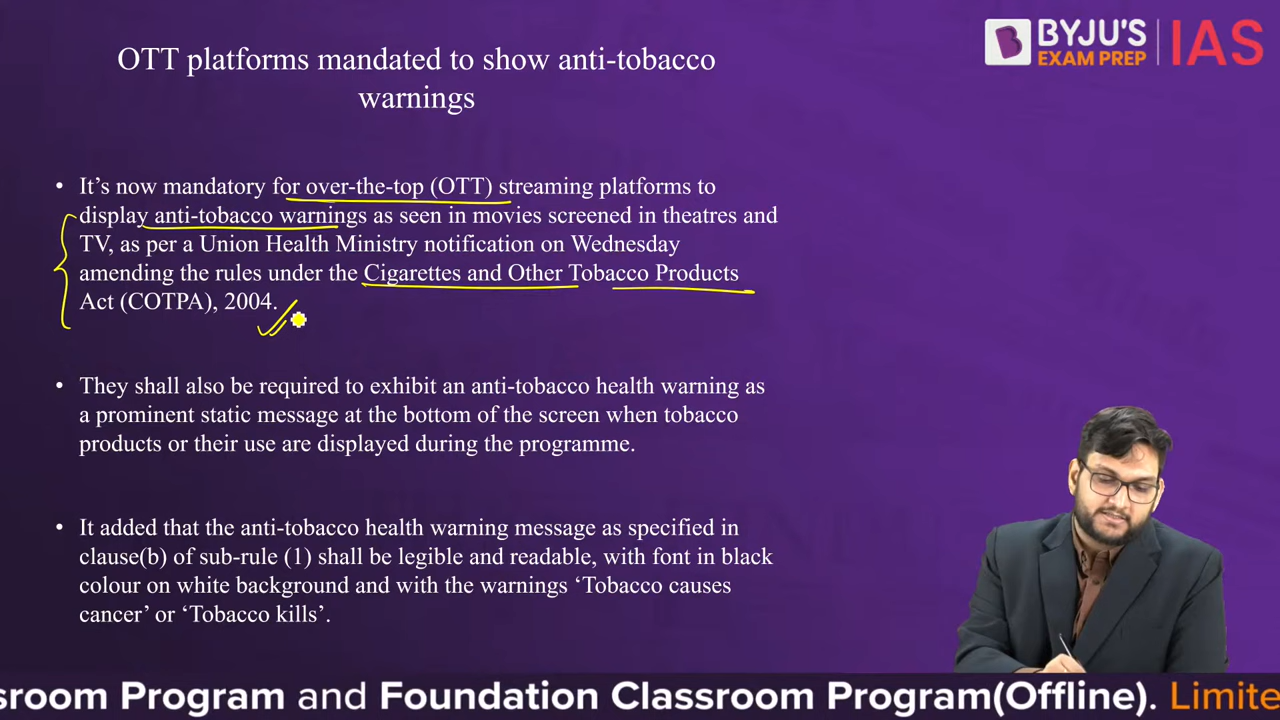 OTT platforms mandated to show anti-tobacco
warnings
BYJU'S
EXAM PREP
IAS
• It's now mandatory for over-the-top (OTT) streaming platforms to
display anti-tobacco warnings as seen in movies screened in theatres and
TV, as per a Union Health Ministry notification on Wednesday
amending the rules under the Cigarettes and Other Tobacco Products
Act (COTPA), 2004.
• They shall also be required to exhibit an anti-tobacco health warning as
a prominent static message at the bottom of the screen when tobacco
products or their use are displayed during the programme.
• It added that the anti-tobacco health warning message as specified in
clause(b) of sub-rule (1) shall be legible and readable, with font in black
colour on white background and with the warnings ‘Tobacco causes
cancer’ or ‘Tobacco kills’.
sroom Program and Foundation Classroom Program(Offline). Limite